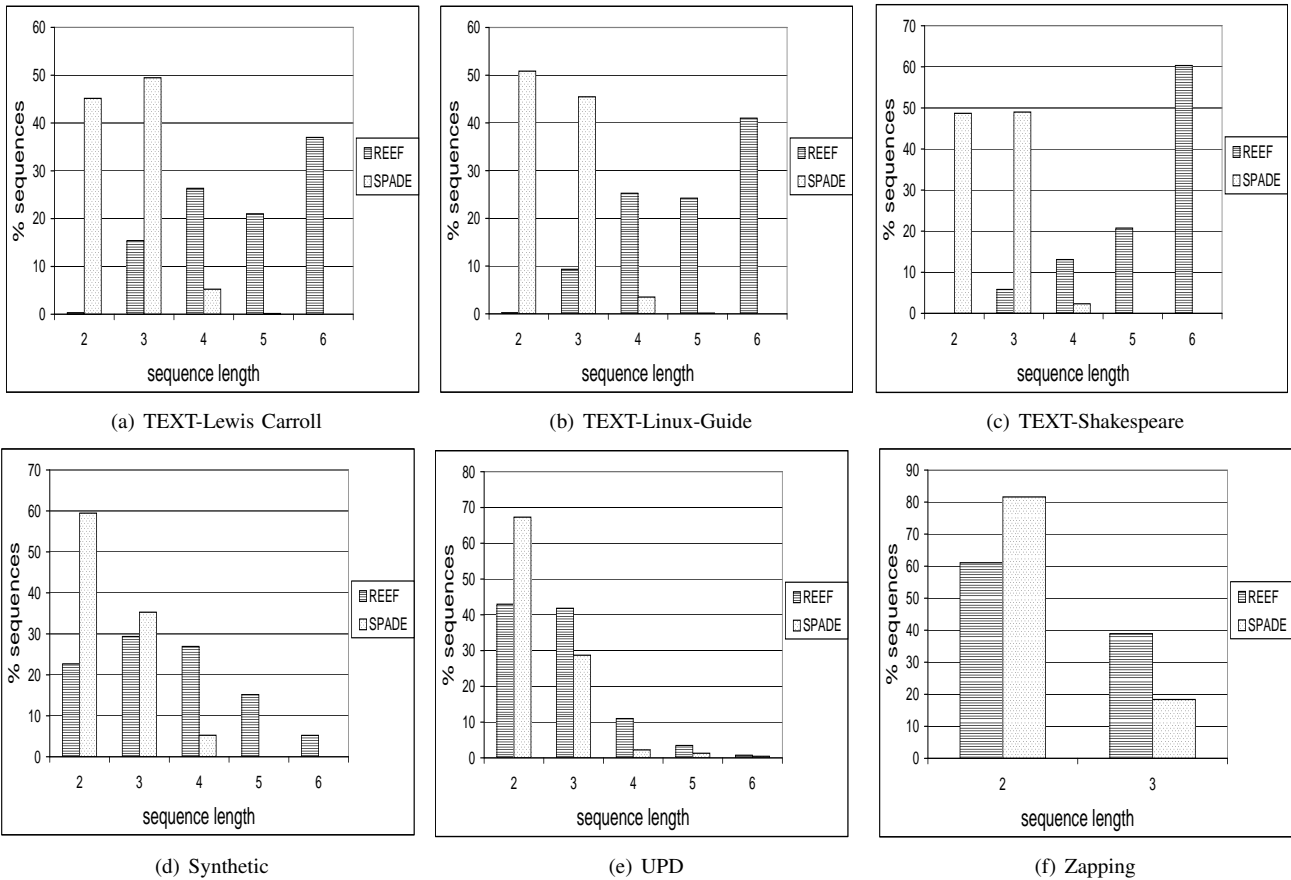 60
50
40
30
20
10
0
% sequences
2 3 4 5 6
sequence length
REEF
SPADE
(a) TEXT-Lewis Carroll
60
50
40
30
20
10
0
% sequences
2 3 4 5 6
sequence length
REEF
SPADE
(b) TEXT-Linux-Guide
70
60
50
40
30
20
10
0
% sequences
2 3 4 5 6
sequence length
REEF
SPADE
(c) TEXT-Shakespeare
70
60
50
40
30
20
10
0
% sequences
2 3 4 5 6
sequence length
REEF
SPADE
(d) Synthetic
80
70
60
50
40
30
20
10
0
% sequences
2 3 4 5 6
sequence length
REEF
SPADE
(e) UPD
90
80
70
60
50
40
30
20
10
0
% sequences
2 3
sequence length
REEF
SPADE
(f) Zapping